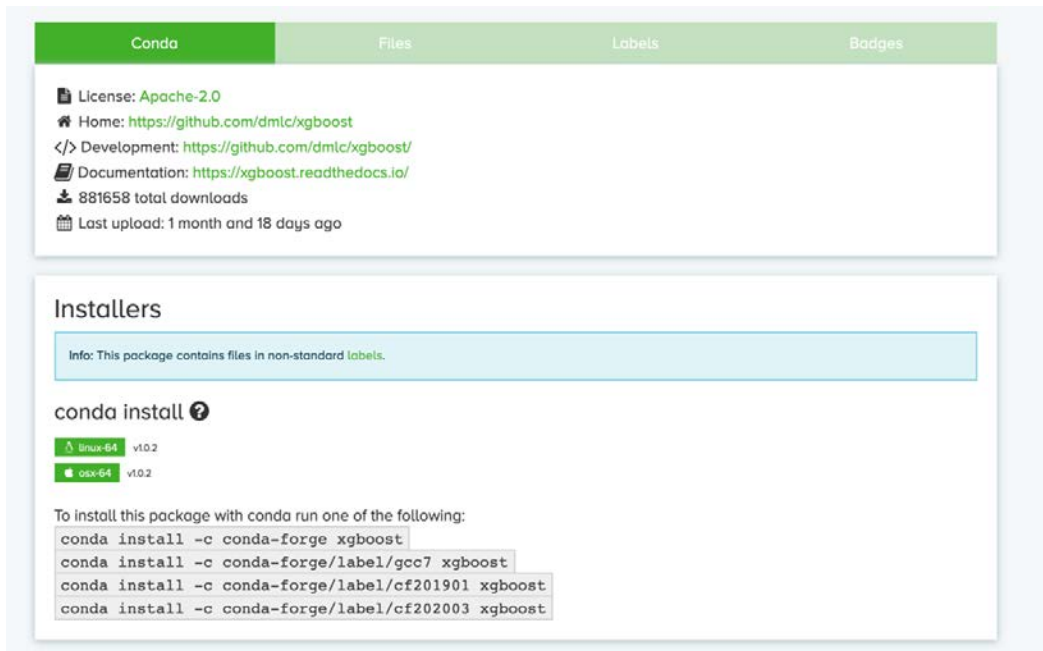 Conda Files Labels Badges
License: Apache-2.0
Home: https://github.com/dmlc/xgboost
</> Development: https://github.com/dmlc/xgboost/
Documentation: https://xgboost.readthedocs.io/
881658 total downloads
Last upload: 1 month and 18 days ago
Installers
Info: This package contains files in non-standard labels.
conda install ?
linux-64 v1.0.2
osx-64 v1.0.2
To install this package with conda run one of the following:
conda install -c conda-forge xgboost
conda install -c conda-forge/label/gcc7 xgboost
conda install -c conda-forge/label/cf201901 xgboost
conda install -c conda-forge/label/cf202003 xgboost